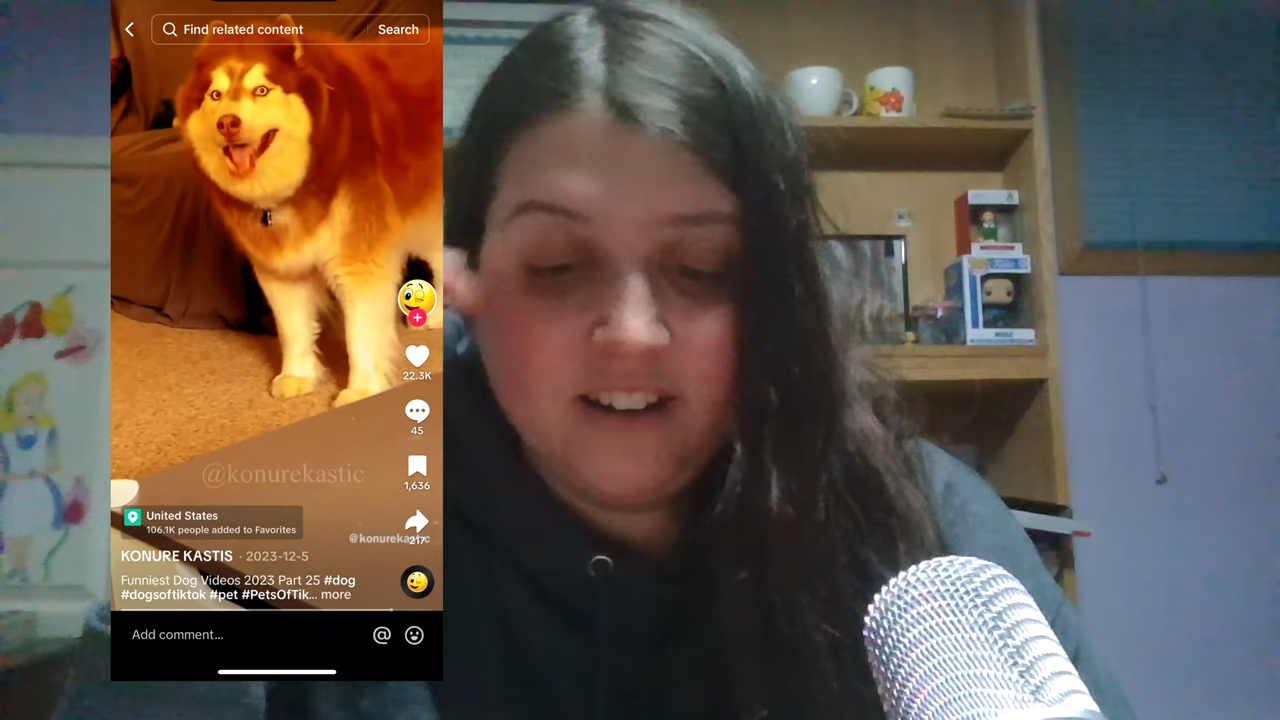 Find related content
Search
22.3K
45
1,636
@konurekastic
United States
106.1K people added to Favorites
217
KONURE KASTIS · 2023-12-5
Funniest Dog Videos 2023 Part 25 #dog
#dogsoftiktok #pet #PetsOfTik... more
Add comment...